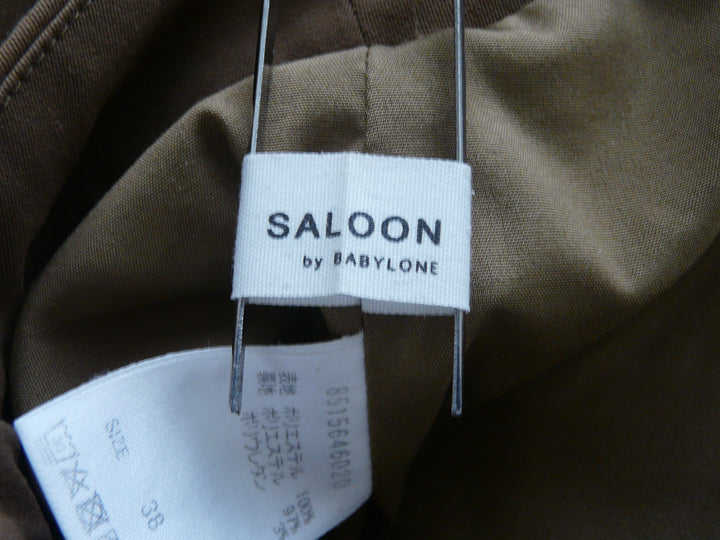 SALOON
by BABYLONE
8515646020
表地 ポリエステル 100%
裏地 ポリエステル 97%
ポリウレタン 3%
SIZE 38